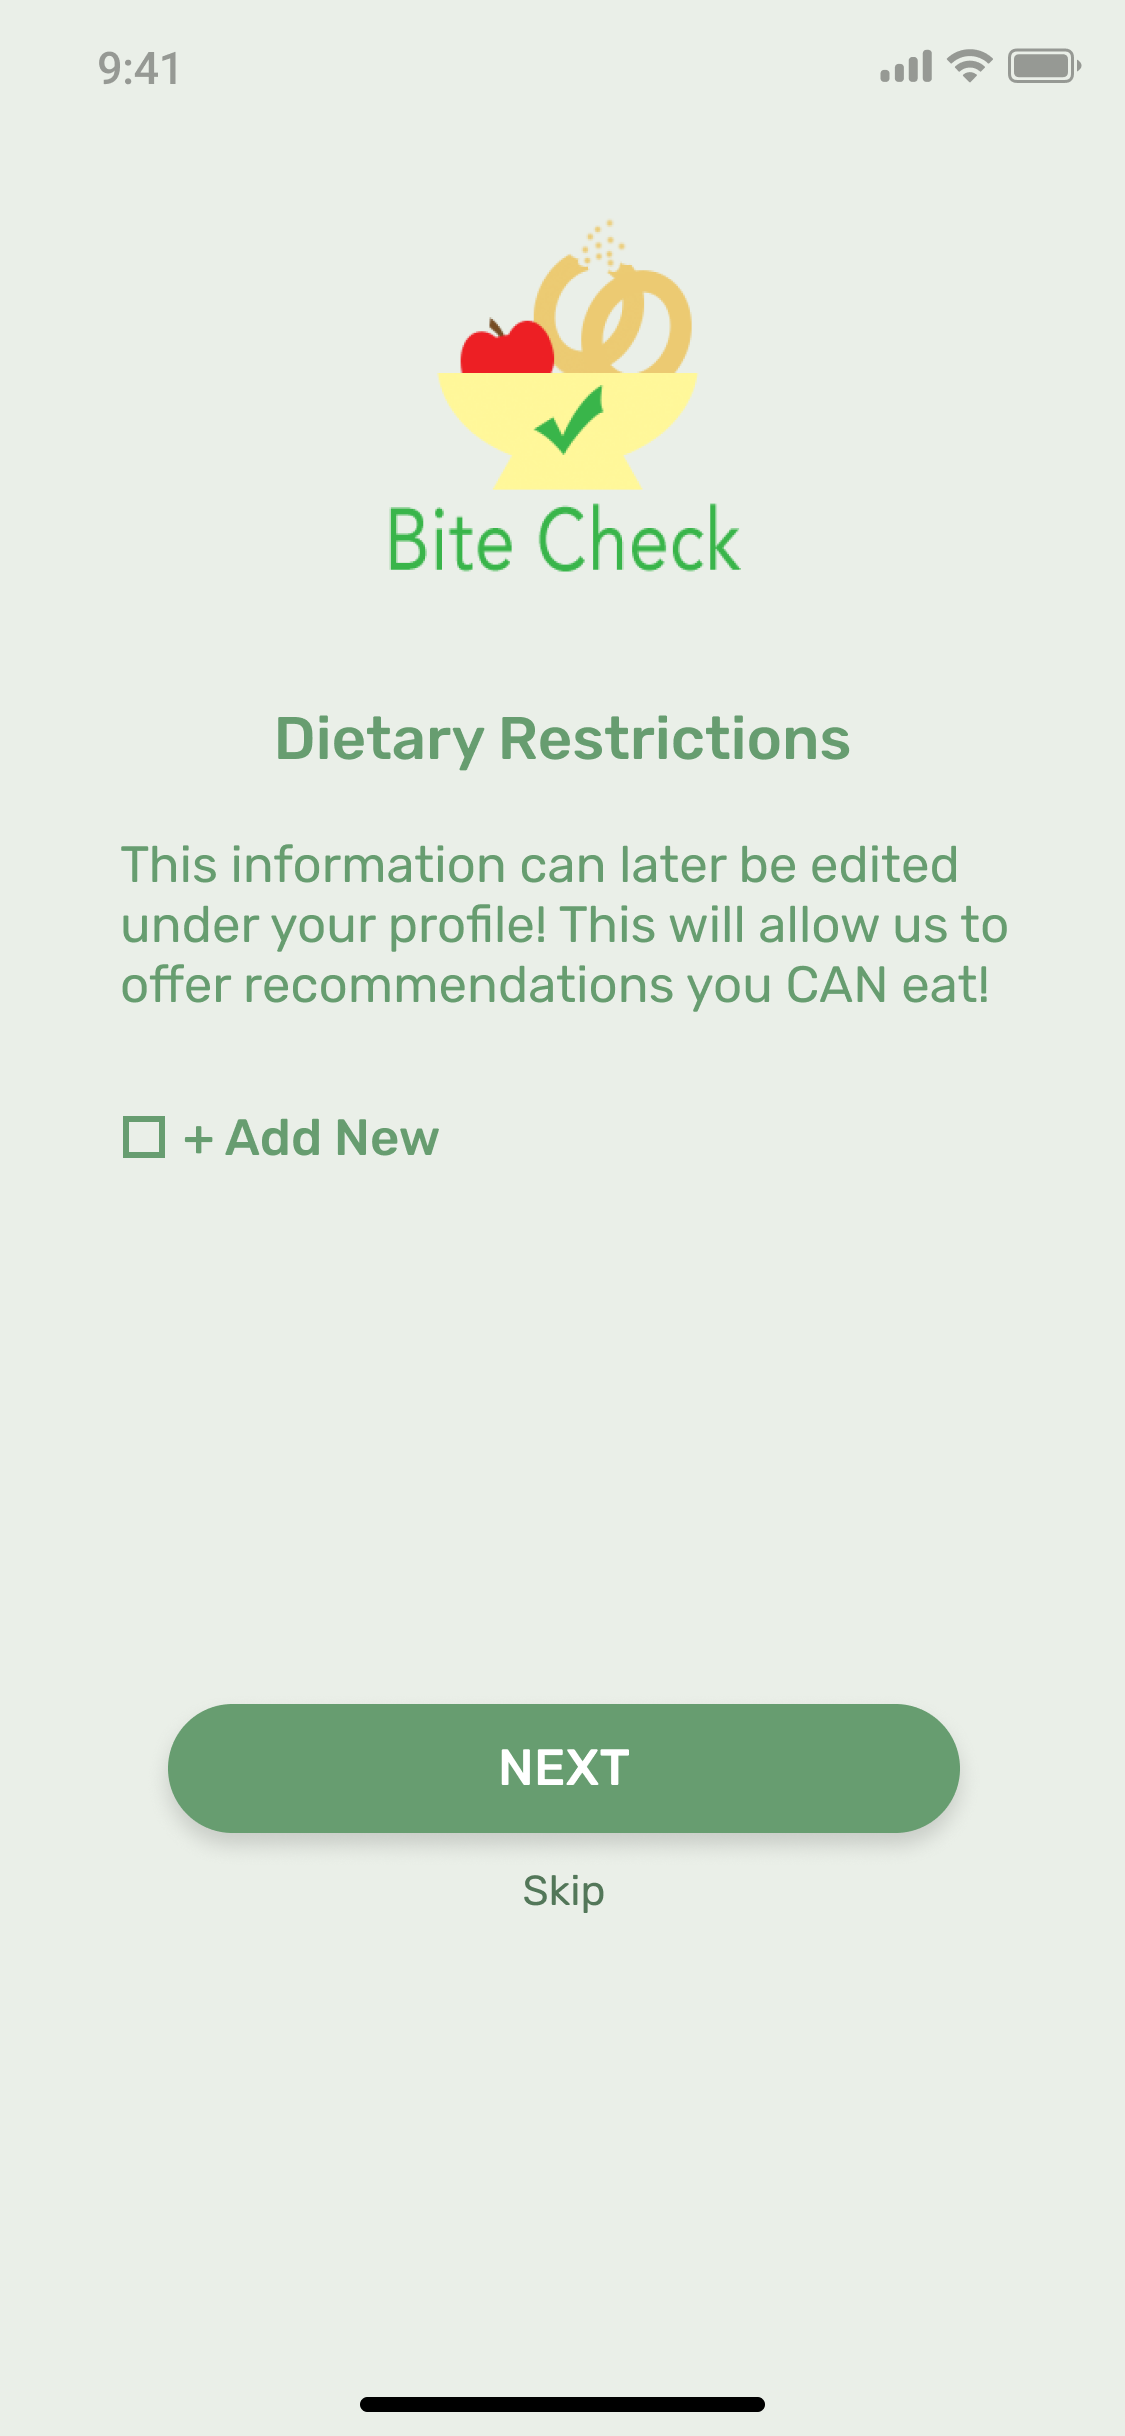 9:41
Bite Check
Dietary Restrictions
This information can later be edited
under your profile! This will allow us to
offer recommendations you CAN eat!
+ Add New
NEXT
Skip